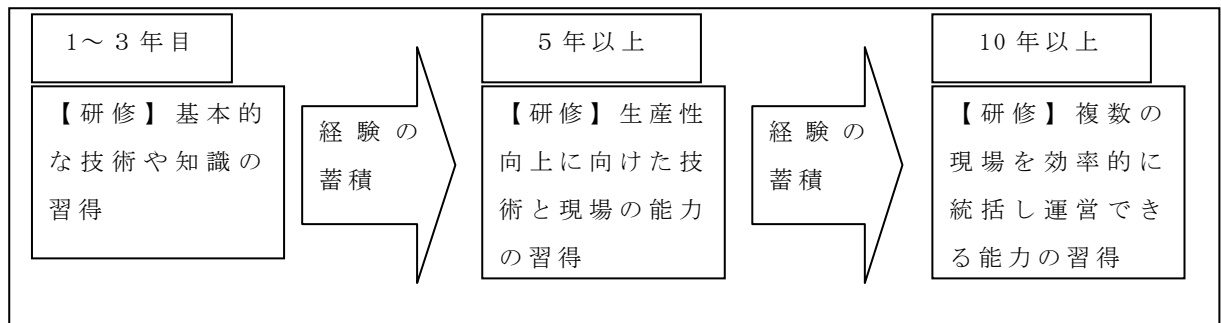 1～３年目
【研修】基本的
な技術や知識の
習得
経験の
蓄積
５年以上
【研修】生産性
向上に向けた技
術と現場の能力
の習得
経験の
蓄積
10年以上
【研修】複数の
現場を効率的に
統括し運営でき
る能力の習得